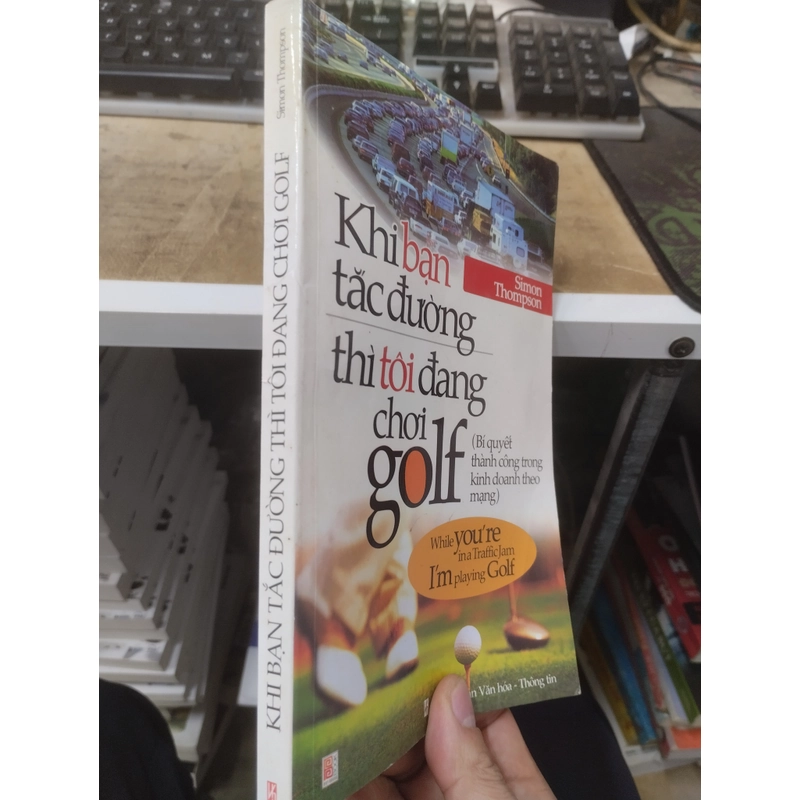 KHI BẠN TẮC ĐƯỜNG THÌ TÔI ĐANG CHƠI GOLF
Simon Thompson
Khi bạn
tắc đường
Simon
Thompson
thì tôi đang
chơi
golf
(Bí quyết
thành công trong
kinh doanh theo
mạng)
While you're
in a Traffic Jam
I'm playing Golf
Văn hóa - Thông tin